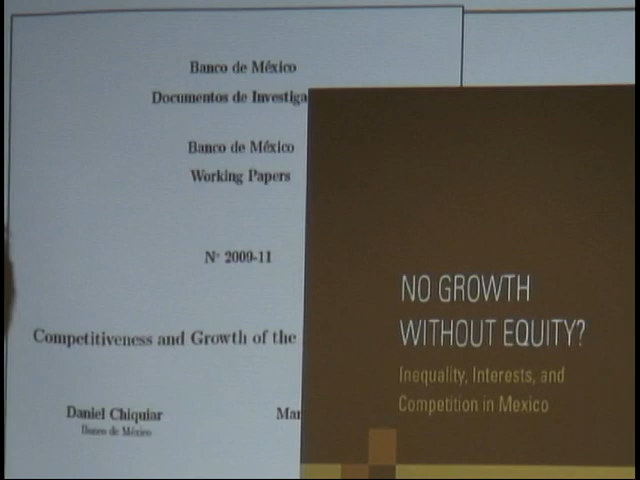 Banco de México
Documentos de Investiga
Banco de México
Working Papers
N° 2009-11
Competitiveness and Growth of the
Daniel Chiquiar
Banco de México
Mar
NO GROWTH
WITHOUT EQUITY?
Inequality, Interests, and
Competition in Mexico